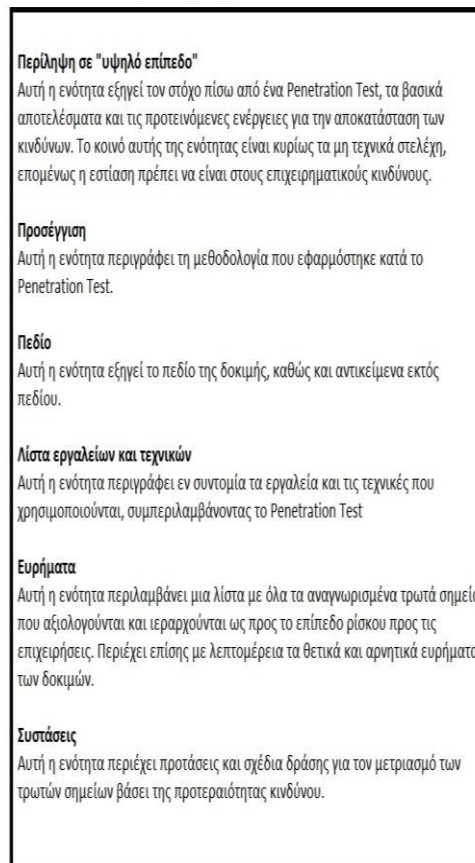 Περίληψη σε "υψηλό επίπεδο"
Αυτή η ενότητα εξηγεί τον στόχο πίσω από ένα Penetration Test, τα βασικά
αποτελέσματα και τις προτεινόμενες ενέργειες για την αποκατάσταση των
κινδύνων. Το κοινό αυτής της ενότητας είναι κυρίως τα μη τεχνικά στελέχη,
επομένως η εστίαση πρέπει να είναι στους επιχειρηματικούς κινδύνους.
Προσέγγιση
Αυτή η ενότητα περιγράφει τη μεθοδολογία που εφαρμόστηκε κατά το
Penetration Test.
Πεδίο
Αυτή η ενότητα εξηγεί το πεδίο της δοκιμής, καθώς και αντικείμενα εκτός
πεδίου.
Λίστα εργαλείων και τεχνικών
Αυτή η ενότητα περιγράφει εν συντομία τα εργαλεία και τις τεχνικές που
χρησιμοποιούνται, συμπεριλαμβάνοντας το Penetration Test
Ευρήματα
Αυτή η ενότητα περιλαμβάνει μια λίστα με όλα τα αναγνωρισμένα τρωτά σημεία
που αξιολογούνται και ιεραρχούνται ως προς το επίπεδο ρίσκου προς τις
επιχειρήσεις. Περιέχει επίσης με λεπτομέρεια τα θετικά και αρνητικά ευρήματα
των δοκιμών.
Συστάσεις
Αυτή η ενότητα περιέχει προτάσεις και σχέδια δράσης για τον μετριασμό των
τρωτών σημείων βάσει της προτεραιότητας κινδύνου.